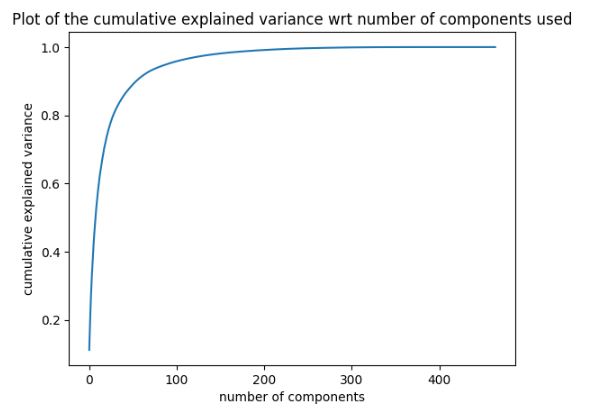 Plot of the cumulative explained variance wrt number of components used
1.0
0.8
0.6
0.4
0.2
cumulative explained variance
0 100 200 300 400
number of components